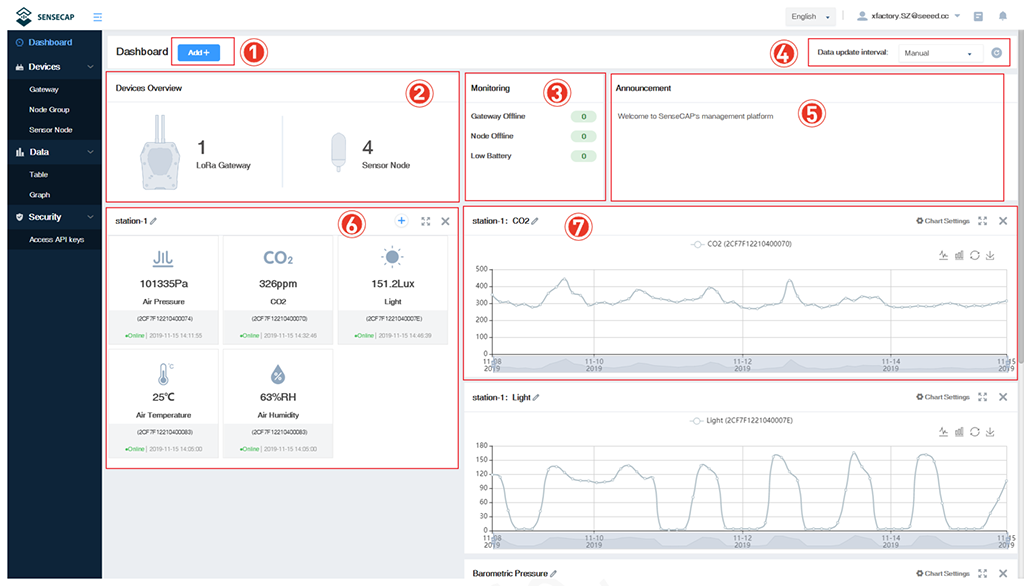 SENSECAP
English
xfactory.SZ@seeed.cc
Dashboard
Devices
Gateway
Node Group
Sensor Node
Data
Table
Graph
Security
Access API keys
Dashboard Add+ 1
4 Data update interval: Manual
Devices Overview 2
1
LoRa Gateway
4
Sensor Node
Monitoring 3
Gateway Offline 0
Node Offline 0
Low Battery 0
Announcement
Welcome to SenseCAP's management platform 5
station-1 6
101335Pa
Air Pressure
(2CF7F12210400074)
Online | 2019-11-15 14:11:55
CO₂
326ppm
CO2
(2CF7F12210400070)
Online | 2019-11-15 14:32:46
151.2Lux
Light
(2CF7F1221040007E)
Online | 2019-11-15 14:46:39
°C
25℃
Air Temperature
(2CF7F12210400083)
Online | 2019-11-15 14:05:00
63%RH
Air Humidity
(2CF7F12210400083)
Online | 2019-11-15 14:05:00
station-1: CO2 7 Chart Settings
CO2 (2CF7F12210400070)
500
400
300
200
100
0
11-08 2019
11-10 2019
11-12 2019
11-14 2019
11-15 2019
station-1: Light Chart Settings
Light (2CF7F1221040007E)
180
150
120
90
60
30
0
11-08 2019
11-10 2019
11-12 2019
11-14 2019
11-15 2019
Barometric Pressure Chart Settings